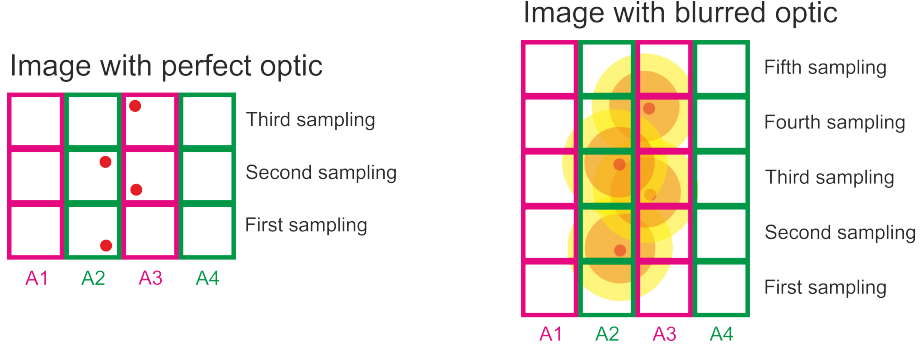 Image with perfect optic
Third sampling
Second sampling
First sampling
A1 A2 A3 A4
Image with blurred optic
Fifth sampling
Fourth sampling
Third sampling
Second sampling
First sampling
A1 A2 A3 A4